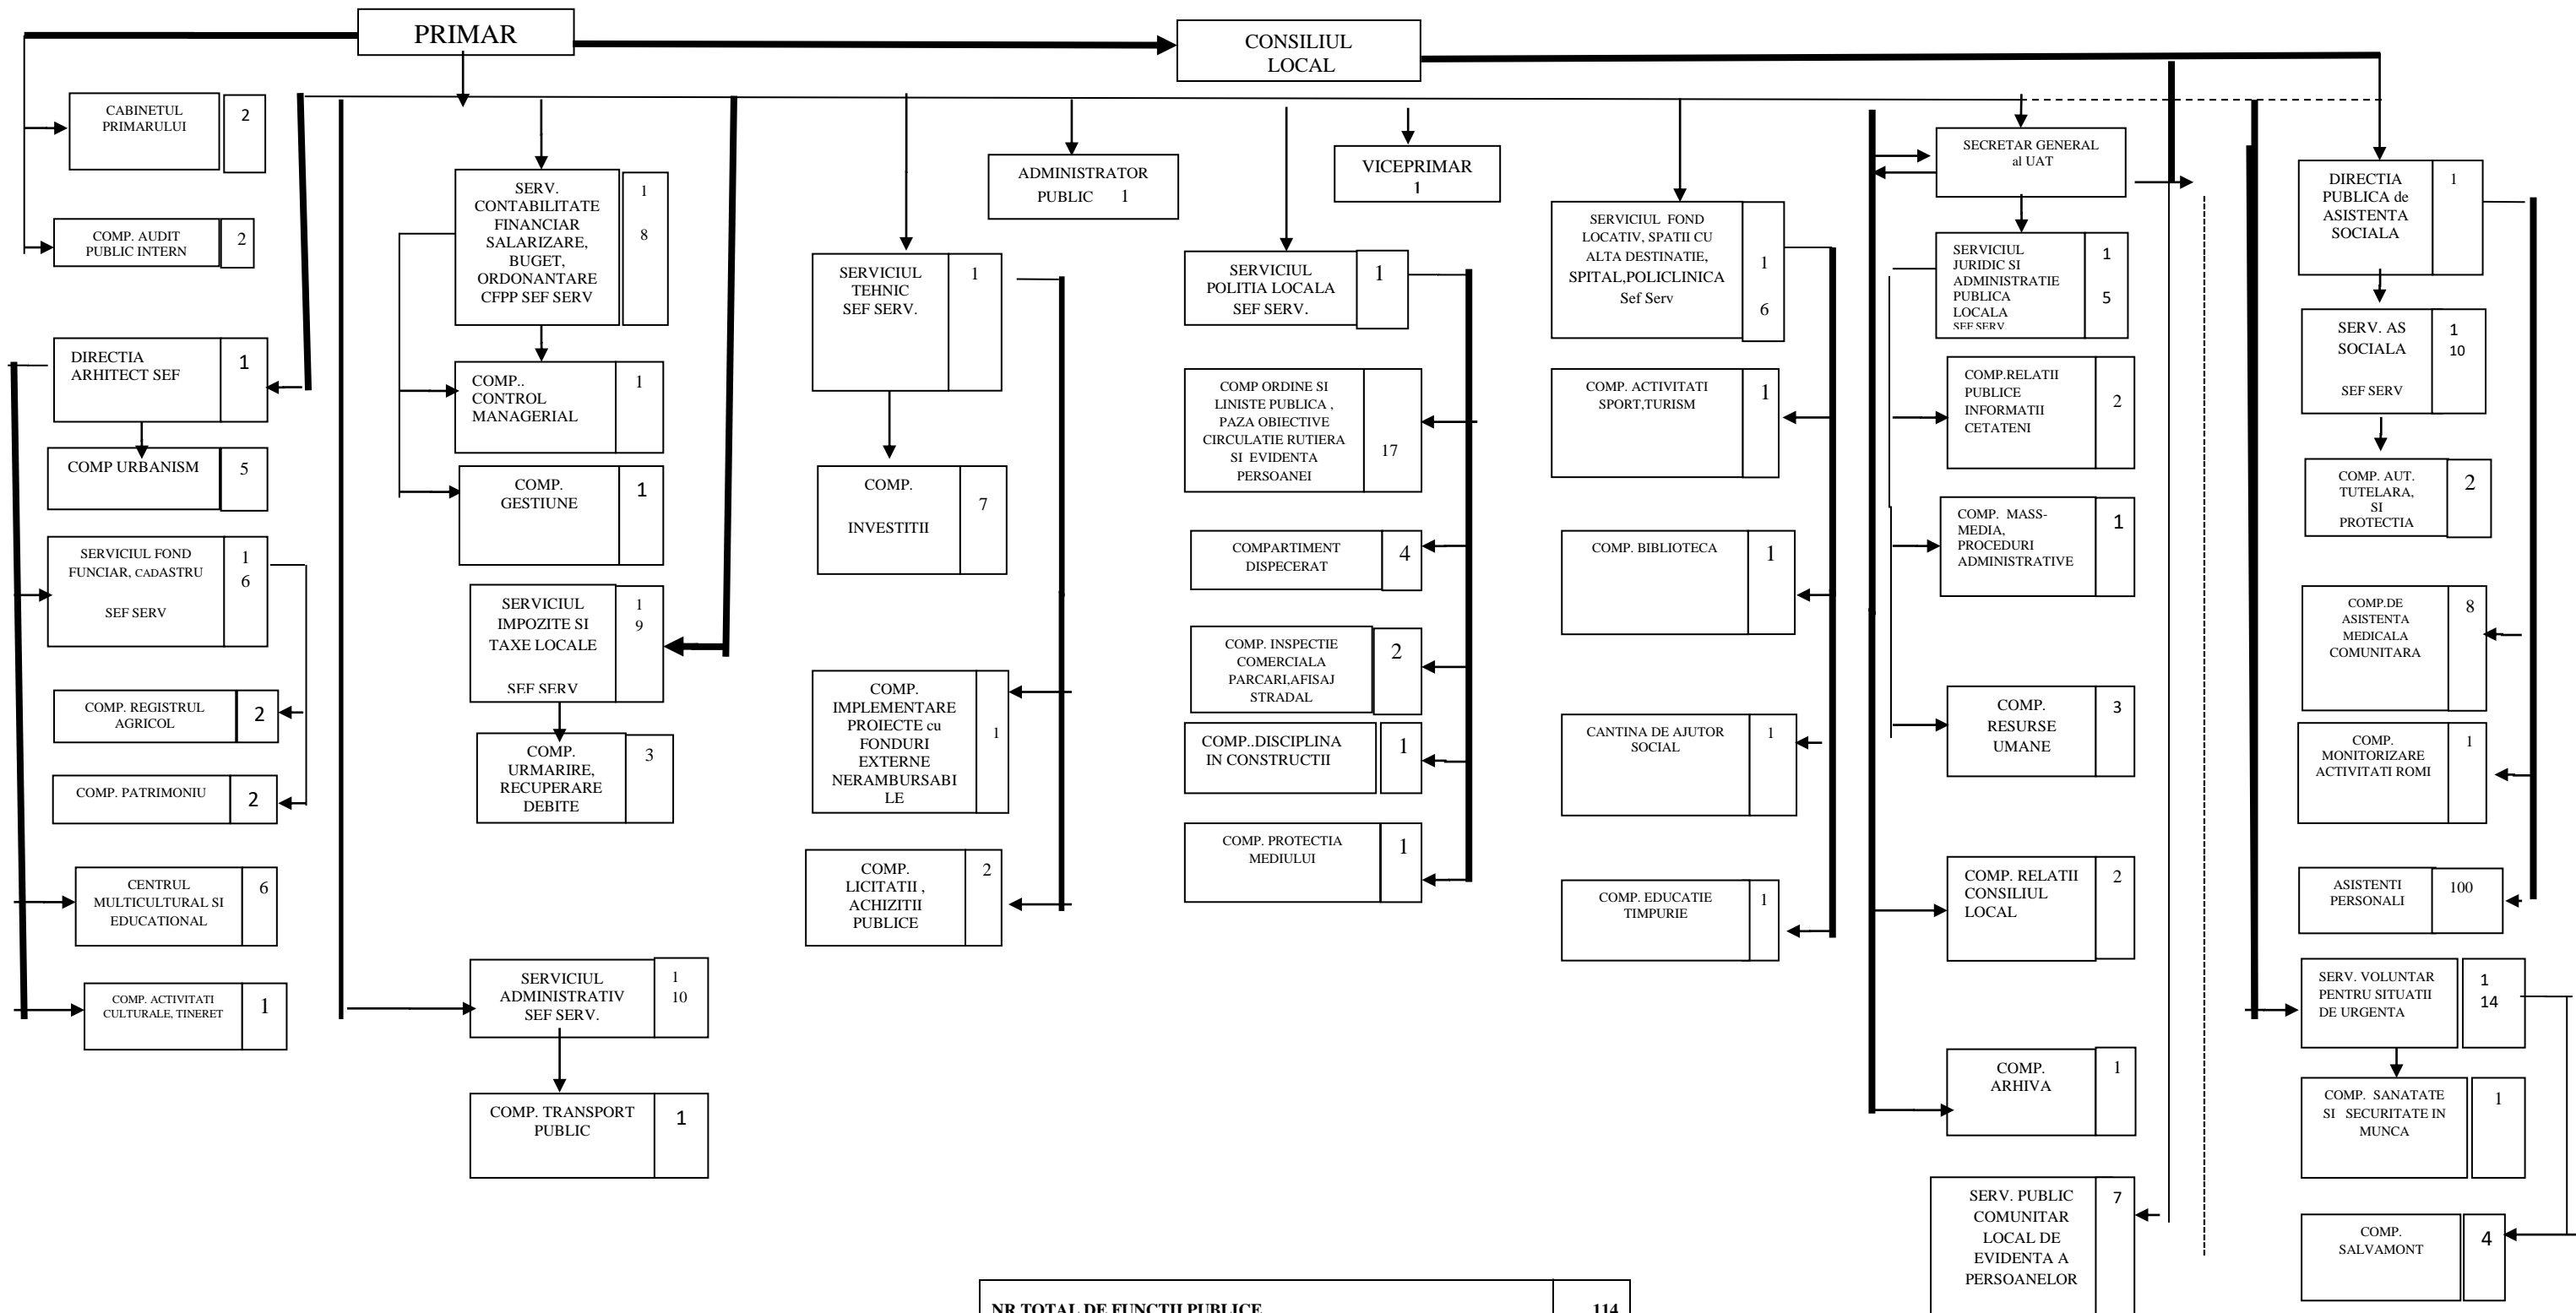 PRIMAR
CONSILIUL
LOCAL
CABINETUL
PRIMARULUI
2
COMP. AUDIT
PUBLIC INTERN
2
DIRECTIA
ARHITECT SEF
1
COMP URBANISM
5
SERVICIUL FOND
FUNCIAR, CADASTRU
SEF SERV
1
6
COMP. REGISTRUL
AGRICOL
2
COMP. PATRIMONIU
2
CENTRUL
MULTICULTURAL SI
EDUCATIONAL
6
COMP. ACTIVITATI
CULTURALE, TINERET
1
SERV.
CONTABILITATE
FINANCIAR
SALARIZARE,
BUGET,
ORDONANTARE
CFPP SEF SERV
1
8
COMP..
CONTROL
MANAGERIAL
1
COMP.
GESTIUNE
1
SERVICIUL
IMPOZITE SI
TAXE LOCALE
SEF SERV
1
9
COMP.
URMARIRE,
RECUPERARE
DEBITE
3
SERVICIUL
ADMINISTRATIV
SEF SERV.
1
10
COMP. TRANSPORT
PUBLIC
1
SERVICIUL
TEHNIC
SEF SERV.
1
COMP.
INVESTITII
7
COMP.
IMPLEMENTARE
PROIECTE cu
FONDURI
EXTERNE
NERAMBURSABI
LE
1
COMP.
LICITATII ,
ACHIZITII
PUBLICE
2
ADMINISTRATOR
PUBLIC 1
VICEPRIMAR
1
SERVICIUL
POLITIA LOCALA
SEF SERV.
1
COMP ORDINE SI
LINISTE PUBLICA ,
PAZA OBIECTIVE
CIRCULATIE RUTIERA
SI EVIDENTA
PERSOANEI
17
COMPARTIMENT
DISPECERAT
4
COMP. INSPECTIE
COMERCIALA
PARCARI,AFISAJ
STRADAL
2
COMP..DISCIPLINA
IN CONSTRUCTII
1
COMP. PROTECTIA
MEDIULUI
1
SERVICIUL FOND
LOCATIV, SPATII CU
ALTA DESTINATIE,
SPITAL,POLICLINICA
Sef Serv
1
6
COMP. ACTIVITATI
SPORT,TURISM
1
COMP. BIBLIOTECA
1
CANTINA DE AJUTOR
SOCIAL
1
COMP. EDUCATIE
TIMPURIE
1
SECRETAR GENERAL
al UAT
SERVICIUL
JURIDIC SI
ADMINISTRATIE
PUBLICA
LOCALA
SEF SERV
1
5
COMP.RELATII
PUBLICE
INFORMATII
CETATENI
2
COMP. MASS-
MEDIA,
PROCEDURI
ADMINISTRATIVE
1
COMP.
RESURSE
UMANE
3
COMP. RELATII
CONSILIUL
LOCAL
2
COMP.
ARHIVA
1
SERV. PUBLIC
COMUNITAR
LOCAL DE
EVIDENTA A
PERSOANELOR
7
DIRECTIA
PUBLICA de
ASISTENTA
SOCIALA
1
SERV. AS
SOCIALA
SEF SERV
1
10
COMP. AUT.
TUTELARA,
SI
PROTECTIA
2
COMP.DE
ASISTENTA
MEDICALA
COMUNITARA
8
COMP.
MONITORIZARE
ACTIVITATI ROMI
1
ASISTENTI
PERSONALI
100
SERV. VOLUNTAR
PENTRU SITUATII
DE URGENTA
1
14
COMP. SANATATE
SI SECURITATE IN
MUNCA
1
COMP.
SALVAMONT
4
NR TOTAL DE FUNCTII PUBLICE 114